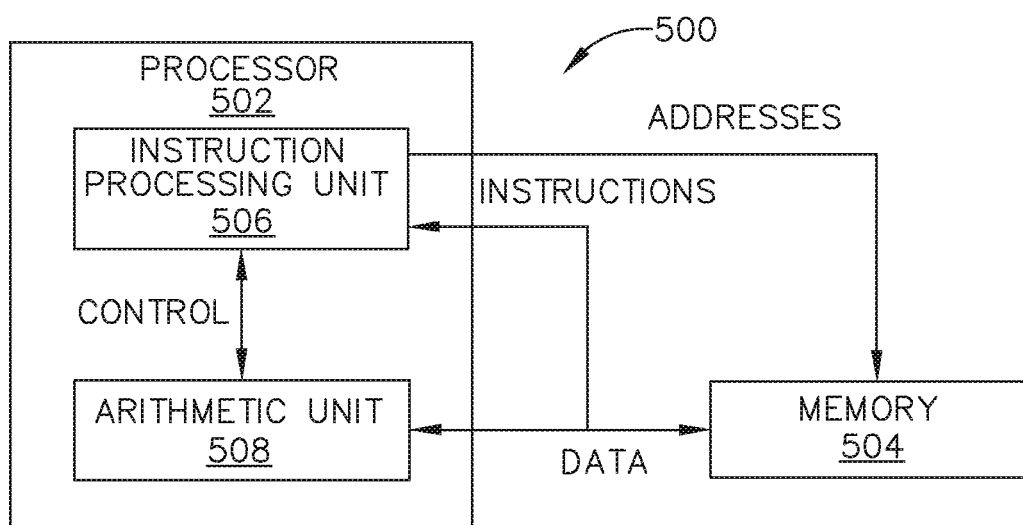 500
PROCESSOR
502
ADDRESSES
INSTRUCTION
PROCESSING UNIT
506
INSTRUCTIONS
CONTROL
ARITHMETIC UNIT
508
DATA
MEMORY
504